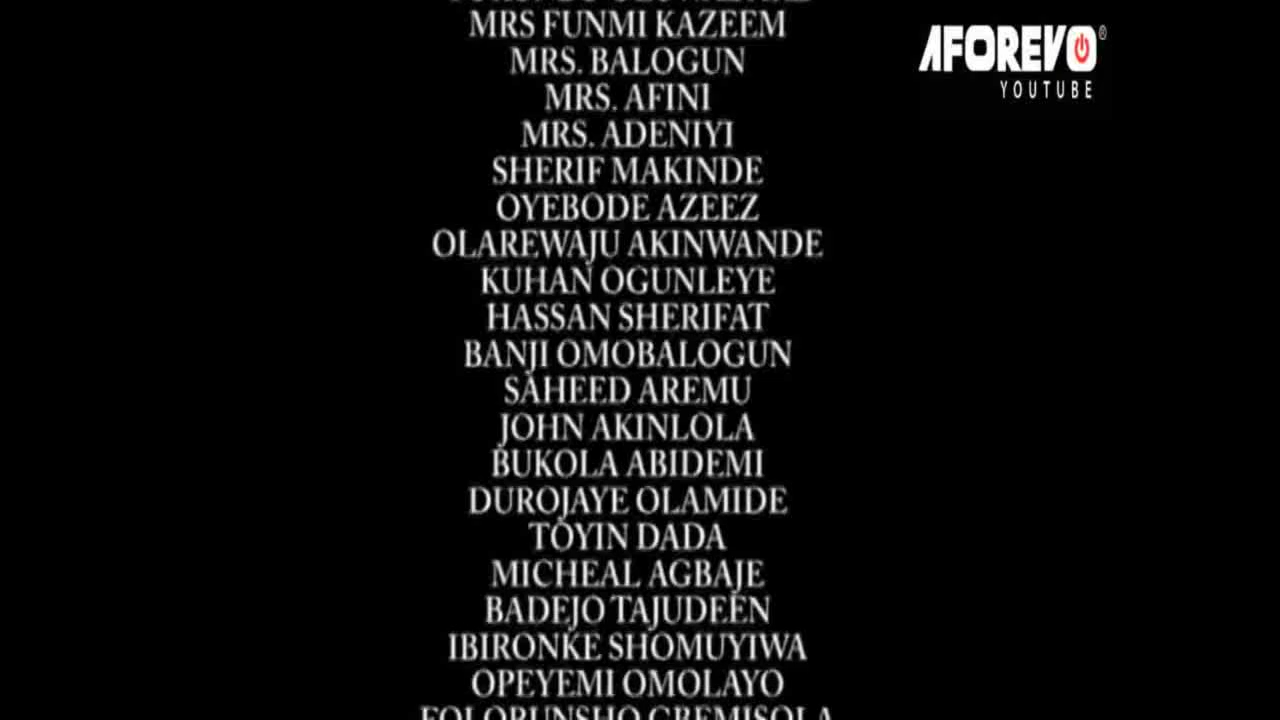 MRS FUNMI KAZEEM
MRS. BALOGUN
MRS. AFINI
MRS. ADENIYI
SHERIF MAKINDE
OYEBODE AZEEZ
OLAREWAJU AKINWANDE
KUHAN OGUNLEYE
HASSAN SHERIFAT
BANJI OMOBALOGUN
SAHEED AREMU
JOHN AKINLOLA
BUKOLA ABIDEMI
DUROJAYE OLAMIDE
TOYIN DADA
MICHEAL AGBAJE
BADEJO TAJUDEEN
IBIRONKE SHOMUYIWA
OPEYEMI OMOLAYO
FOLORUNSHO GBEMISOLA
AFOREVO®
YOUTUBE